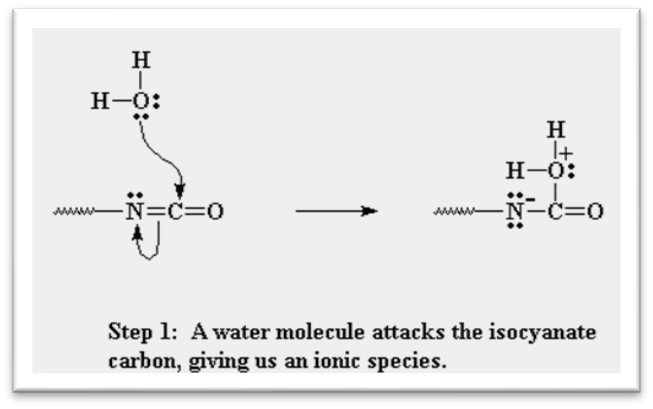 H
H–Ö:
N=C=O
H
H–O:
+
N–C=O
-
Step 1: A water molecule attacks the isocyanate
carbon, giving us an ionic species.